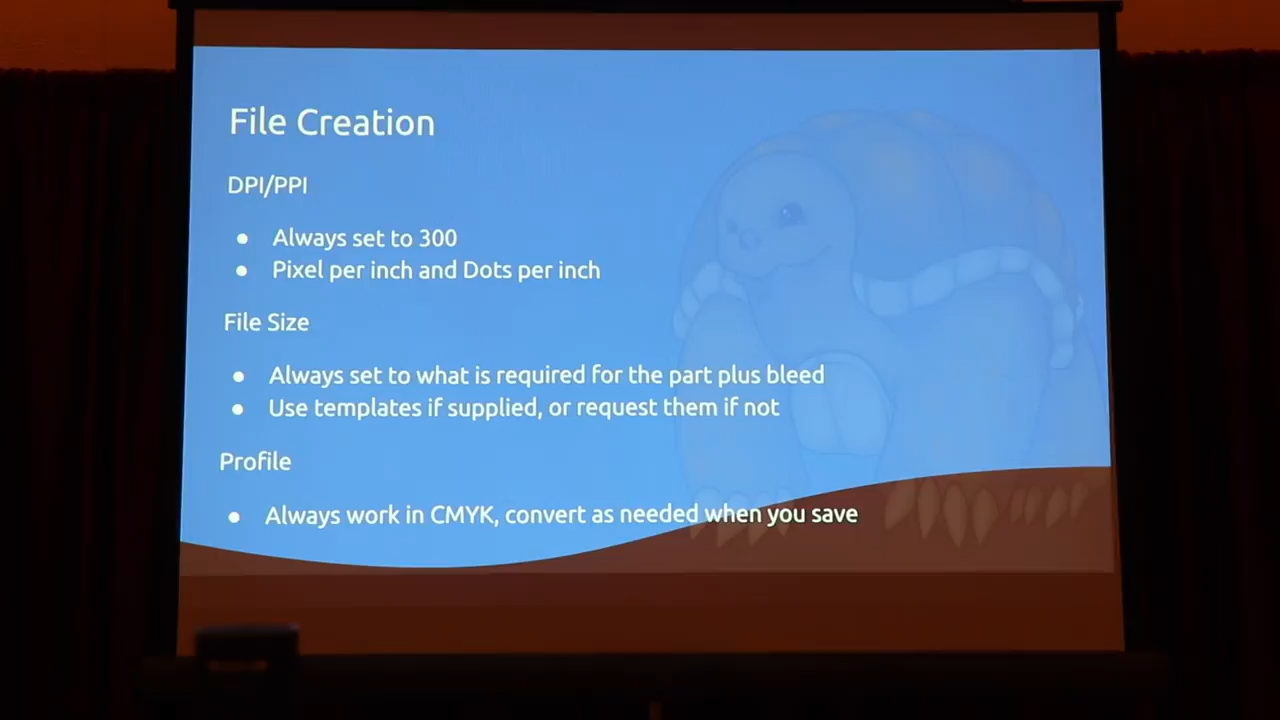 File Creation
DPI/PPI
● Always set to 300
● Pixel per inch and Dots per inch
File Size
● Always set to what is required for the part plus bleed
● Use templates if supplied, or request them if not
Profile
● Always work in CMYK, convert as needed when you save